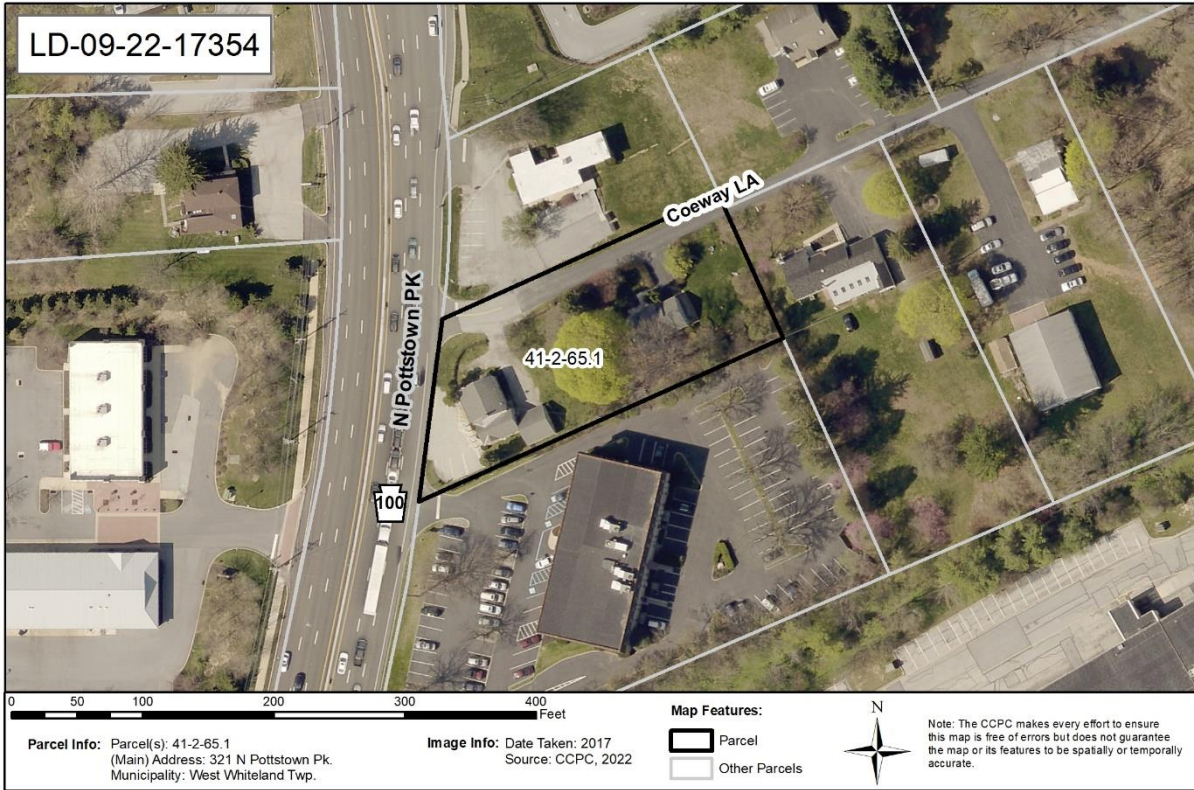 LD-09-22-17354
Coeway LA
N Pottstown PK
41-2-65.1
100
0 50 100 200 300 400
Feet
Parcel Info: Parcel(s): 41-2-65.1
(Main) Address: 321 N Pottstown Pk.
Municipality: West Whiteland Twp.
Image Info: Date Taken: 2017
Source: CCPC, 2022
Map Features:
Parcel
Other Parcels
N
Note: The CCPC makes every effort to ensure
this map is free of errors but does not guarantee
the map or its features to be spatially or temporally
accurate.